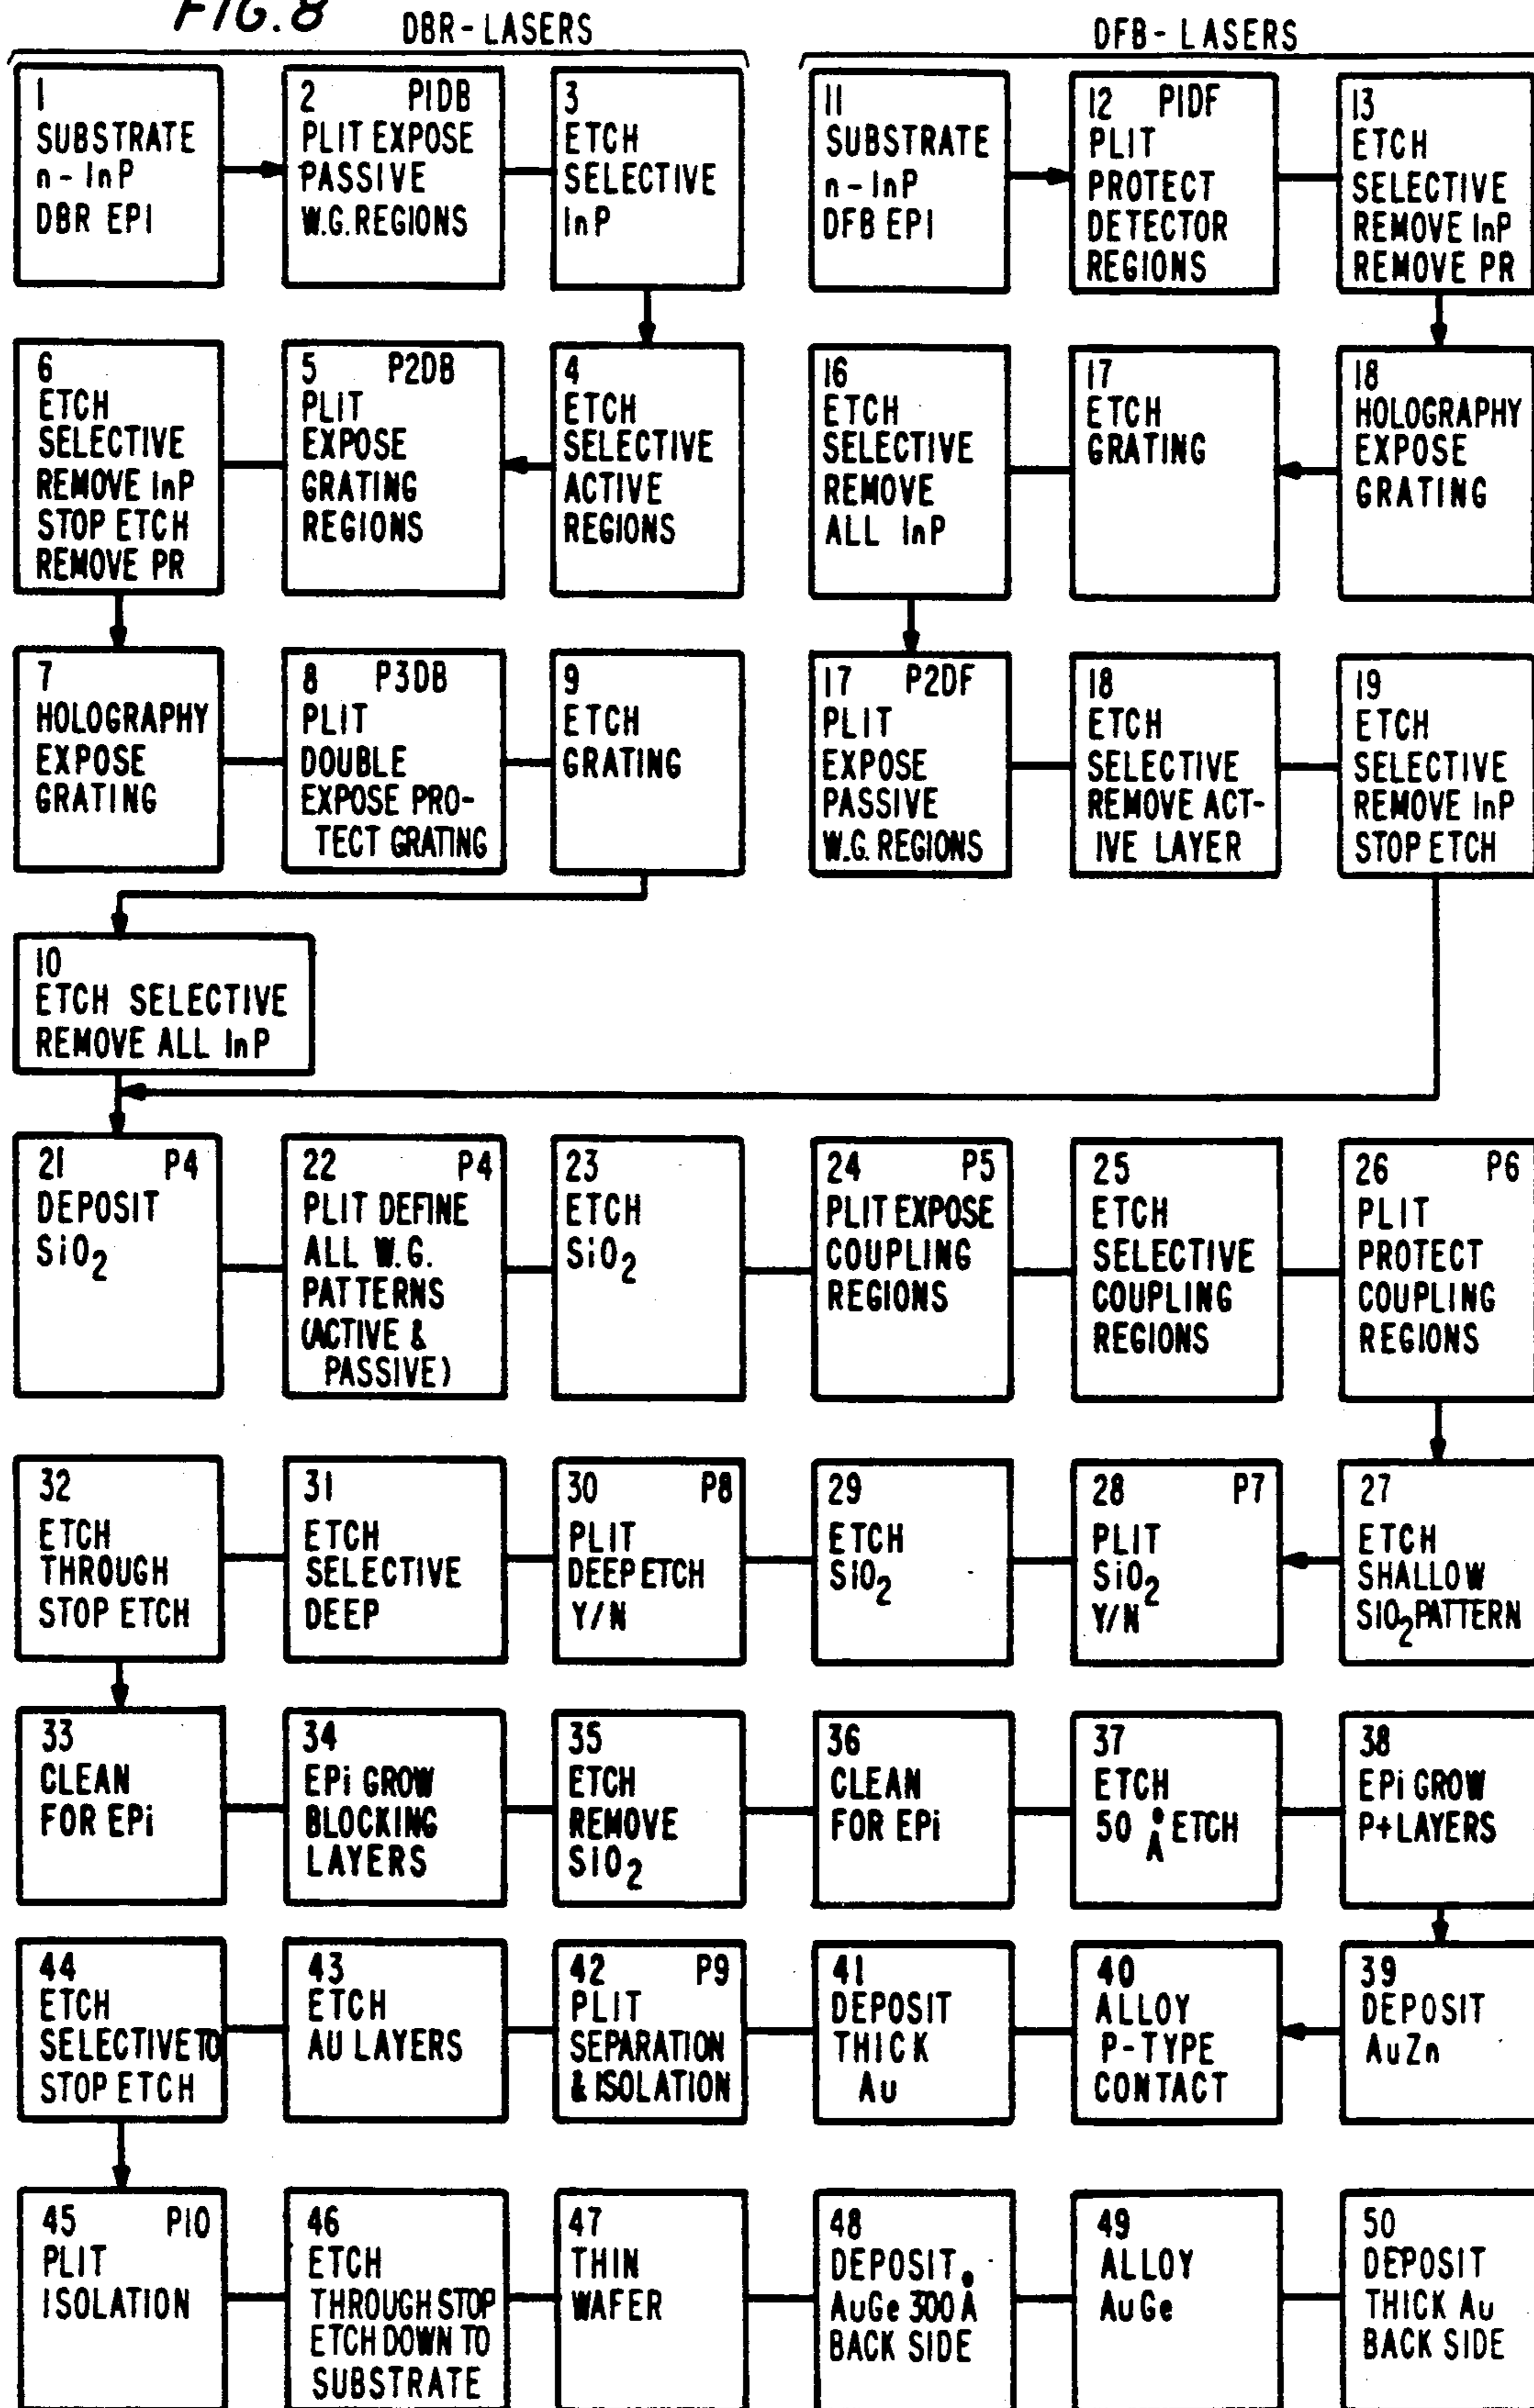 FIG. 8
DBR-LASERS
1
SUBSTRATE
n-InP
DBR EPI
2 P1DB
PLIT EXPOSE
PASSIVE
W.G. REGIONS
3
ETCH
SELECTIVE
InP
4
ETCH
SELECTIVE
ACTIVE
REGIONS
5 P2DB
PLIT
EXPOSE
GRATING
REGIONS
6
ETCH
SELECTIVE
REMOVE InP
STOP ETCH
REMOVE PR
7
HOLOGRAPHY
EXPOSE
GRATING
8 P3DB
PLIT
DOUBLE
EXPOSE PRO-
TECT GRATING
9
ETCH
GRATING
10
ETCH SELECTIVE
REMOVE ALL InP
DFB-LASERS
11
SUBSTRATE
n-InP
DFB EPI
12 P1DF
PLIT
PROTECT
DETECTOR
REGIONS
13
ETCH
SELECTIVE
REMOVE InP
REMOVE PR
18
HOLOGRAPHY
EXPOSE
GRATING
17
ETCH
GRATING
16
ETCH
SELECTIVE
REMOVE
ALL InP
17 P2DF
PLIT
EXPOSE
PASSIVE
W.G. REGIONS
18
ETCH
SELECTIVE
REMOVE ACT-
IVE LAYER
19
ETCH
SELECTIVE
REMOVE InP
STOP ETCH
21 P4
DEPOSIT
SiO2
22 P4
PLIT DEFINE
ALL W.G.
PATTERNS
(ACTIVE &
PASSIVE)
23
ETCH
SiO2
24 P5
PLIT EXPOSE
COUPLING
REGIONS
25
ETCH
SELECTIVE
COUPLING
REGIONS
26 P6
PLIT
PROTECT
COUPLING
REGIONS
27
ETCH
SHALLOW
SiO2 PATTERN
28 P7
PLIT
SiO2
Y/N
29
ETCH
SiO2
30 P8
PLIT
DEEP ETCH
Y/N
31
ETCH
SELECTIVE
DEEP
32
ETCH
THROUGH
STOP ETCH
33
CLEAN
FOR EPi
34
EPi GROW
BLOCKING
LAYERS
35
ETCH
REMOVE
SiO2
36
CLEAN
FOR EPi
37
ETCH
50 Å ETCH
38
EPi GROW
P+ LAYERS
39
DEPOSIT
AuZn
40
ALLOY
P-TYPE
CONTACT
41
DEPOSIT
THICK
Au
42 P9
PLIT
SEPARATION
& ISOLATION
43
ETCH
AU LAYERS
44
ETCH
SELECTIVE TO
STOP ETCH
45 P10
PLIT
ISOLATION
46
ETCH
THROUGH STOP
ETCH DOWN TO
SUBSTRATE
47
THIN
WAFER
48
DEPOSIT
AuGe 300 Å
BACK SIDE
49
ALLOY
AuGe
50
DEPOSIT
THICK Au
BACK SIDE